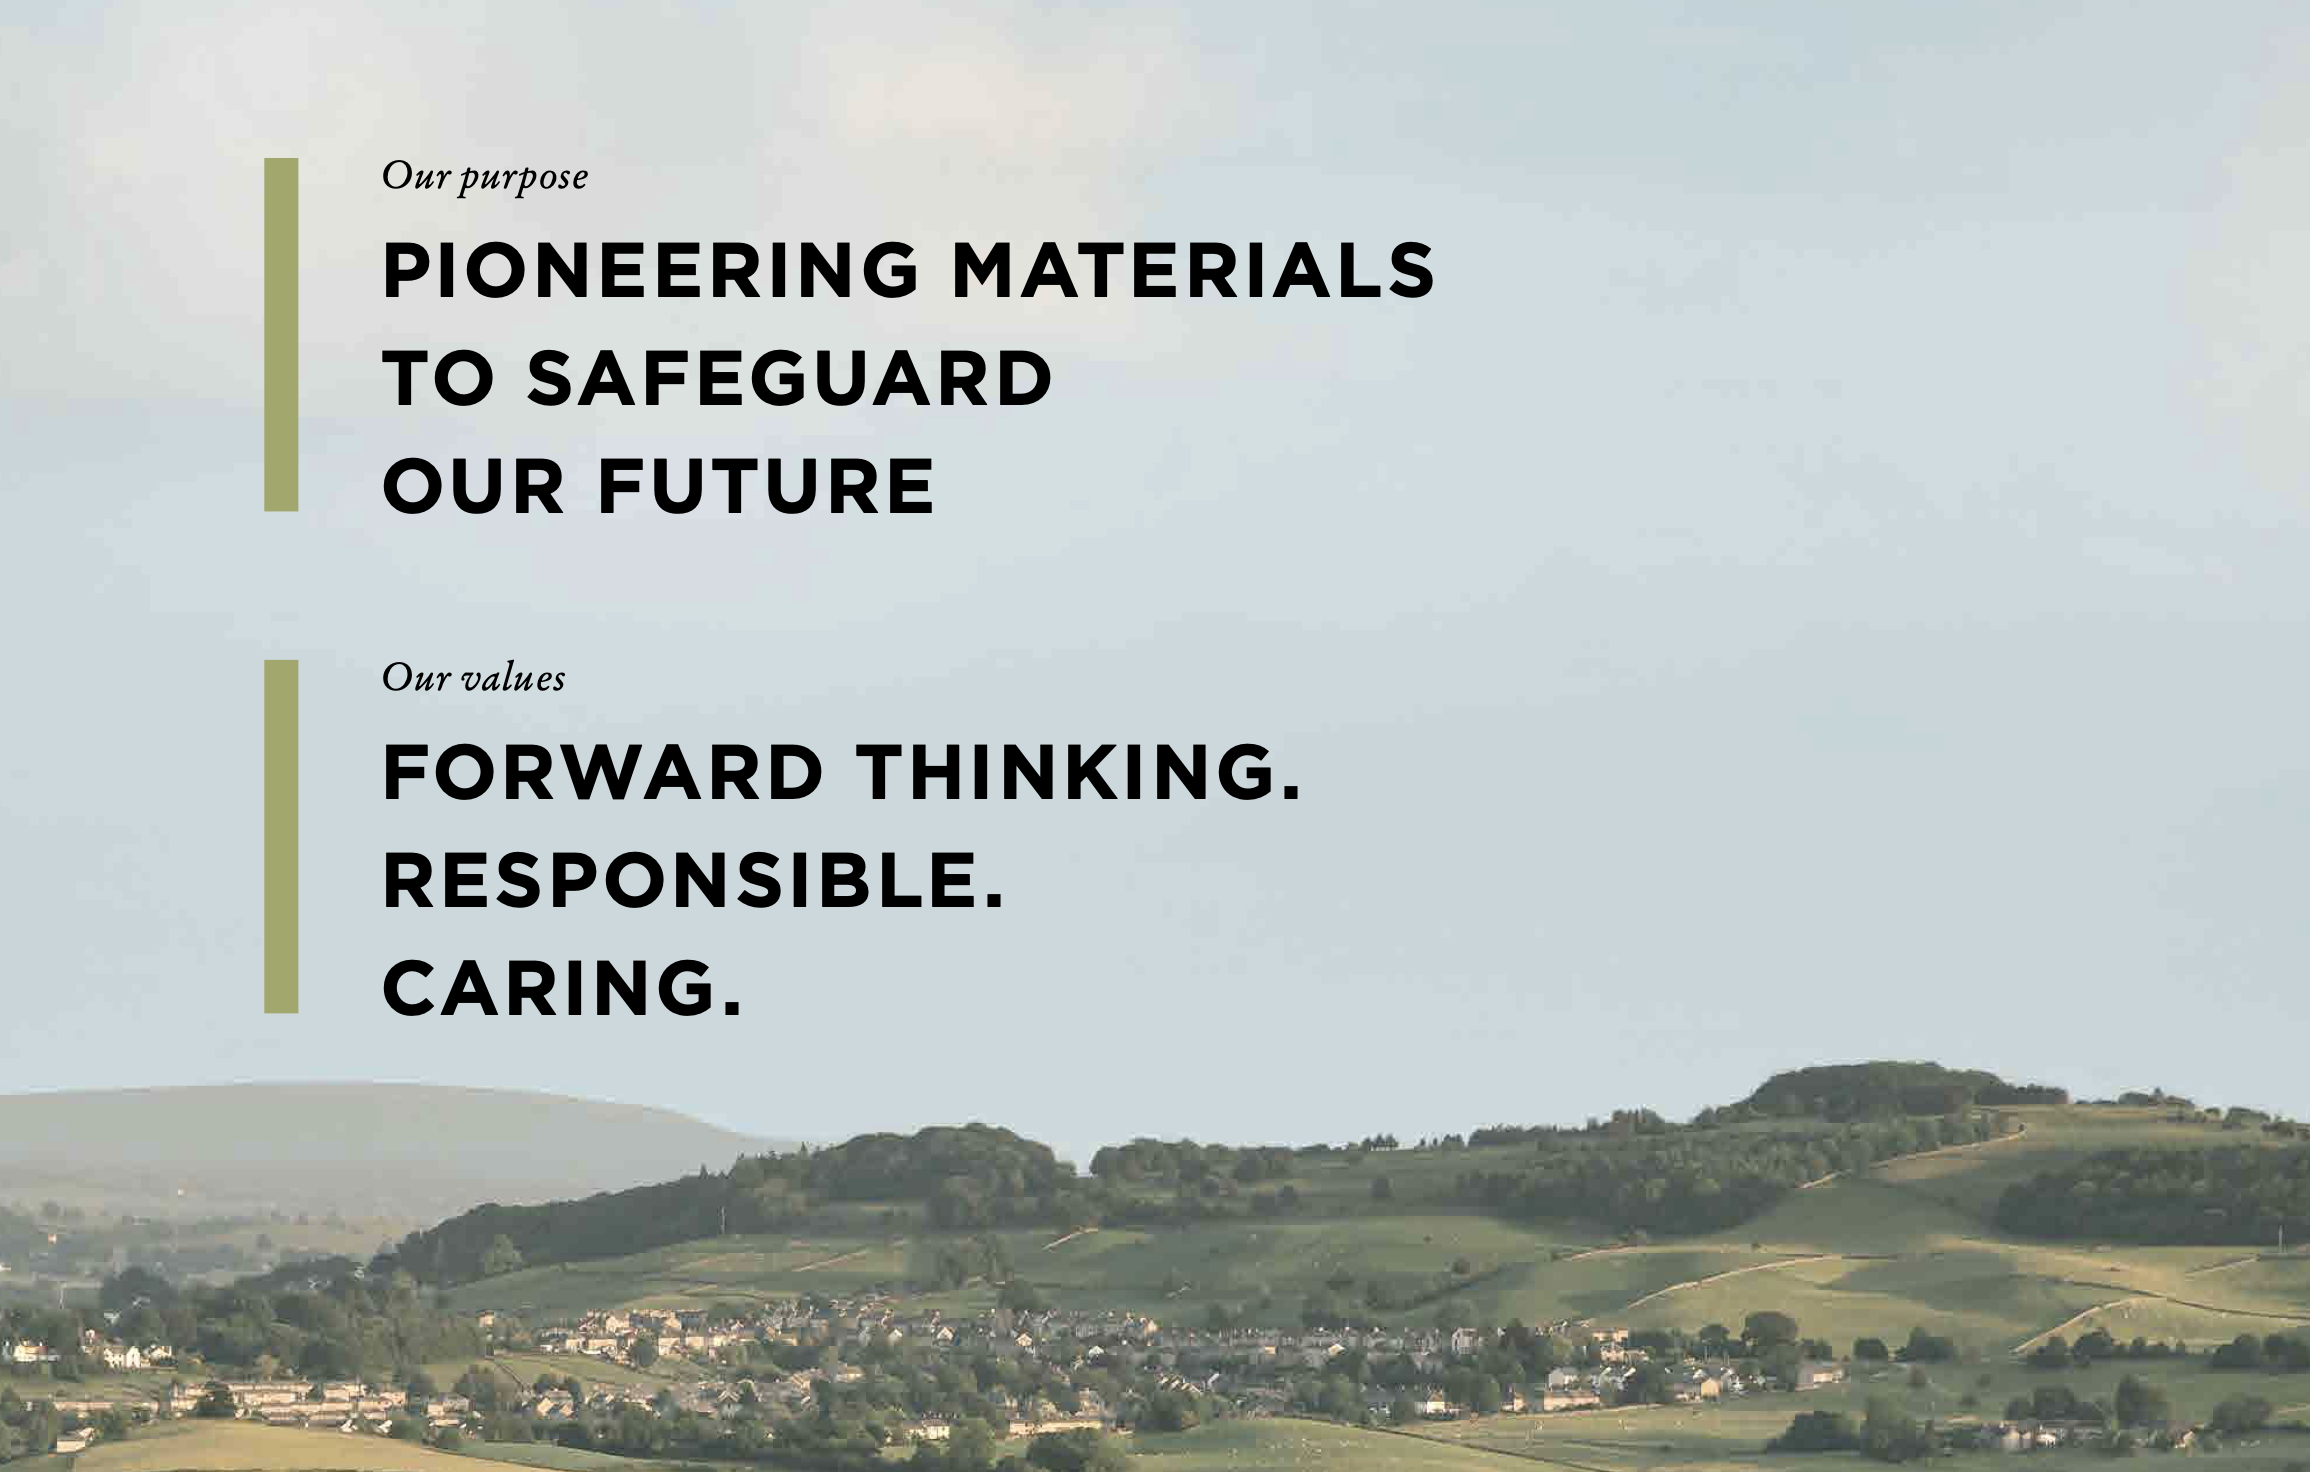 Our purpose
PIONEERING MATERIALS
TO SAFEGUARD
OUR FUTURE
Our values
FORWARD THINKING.
RESPONSIBLE.
CARING.